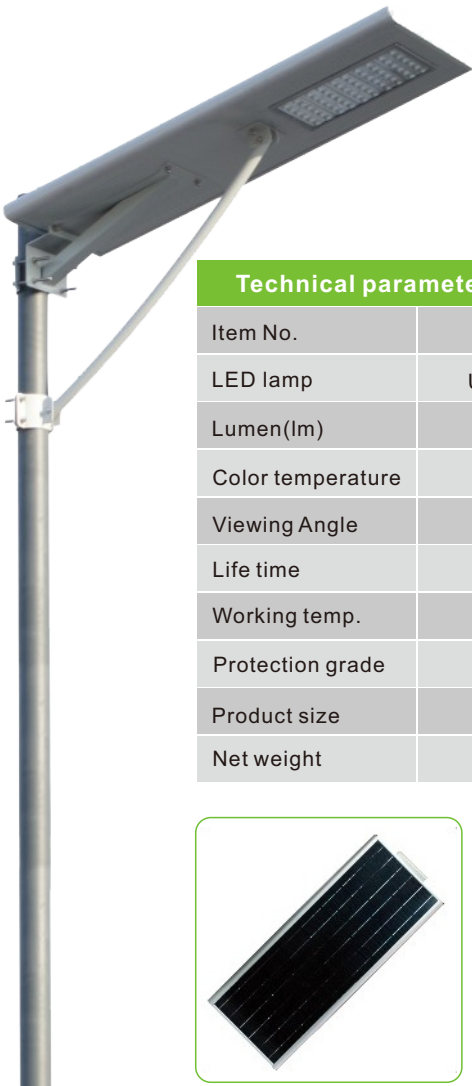 Technical paramete
Item No.
LED lamp
Lumen(lm)
Color temperature
Viewing Angle
Life time
Working temp.
Protection grade
Product size
Net weight